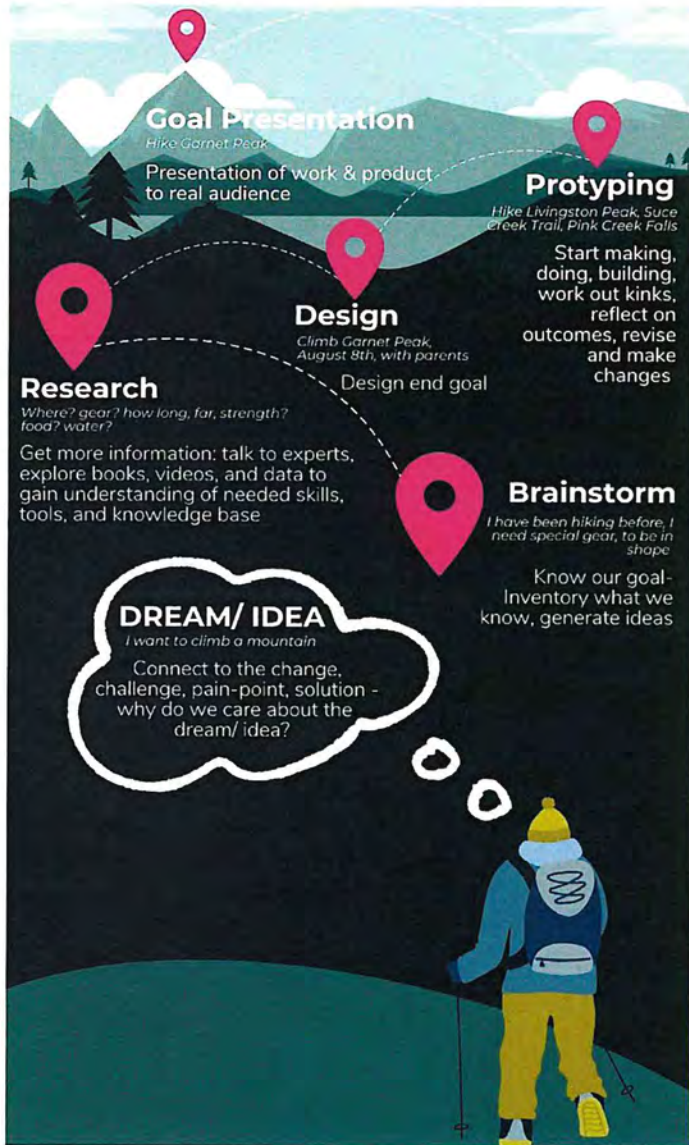 Goal Presentation
Hike Garnet Peak
Presentation of work & product
to real audience
Protyping
Hike Livingston Peak, Suce
Creek Trail, Pink Creek Falls
Start making,
doing, building,
work out kinks,
reflect on
outcomes, revise
and make
changes
Design
Climb Garnet Peak,
August 8th, with parents
Design end goal
Research
Where? gear? how long, far, strength?
food? water?
Get more information: talk to experts,
explore books, videos, and data to
gain understanding of needed skills,
tools, and knowledge base
Brainstorm
I have been hiking before, I
need special gear, to be in
shape
Know our goal-
Inventory what we
know, generate ideas
DREAM/ IDEA
I want to climb a mountain
Connect to the change,
challenge, pain-point, solution -
why do we care about the
dream/ idea?